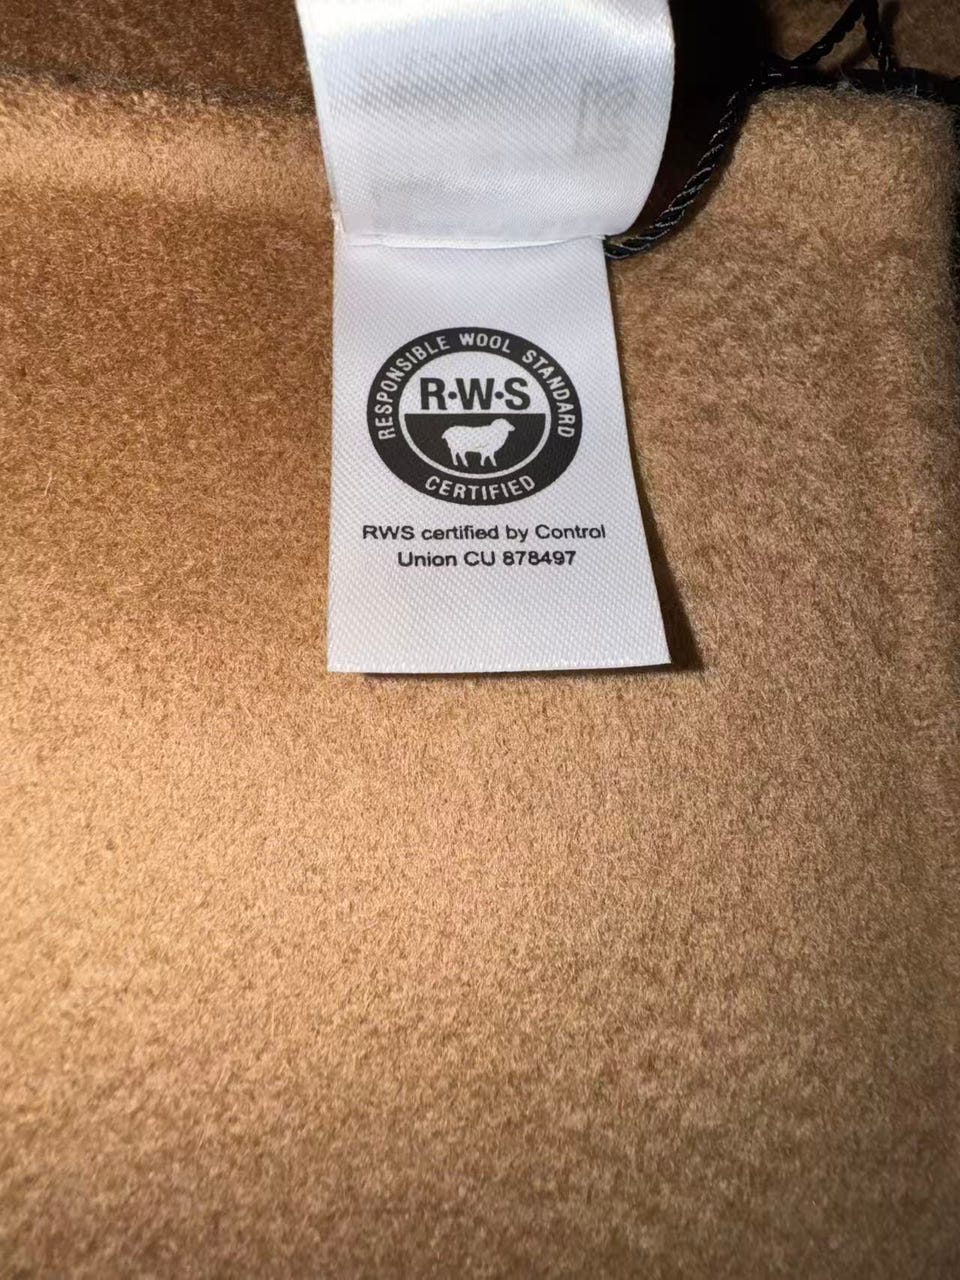 RESPONSIBLE WOOL STANDARD
R·W·S
CERTIFIED
RWS certified by Control
Union CU 878497